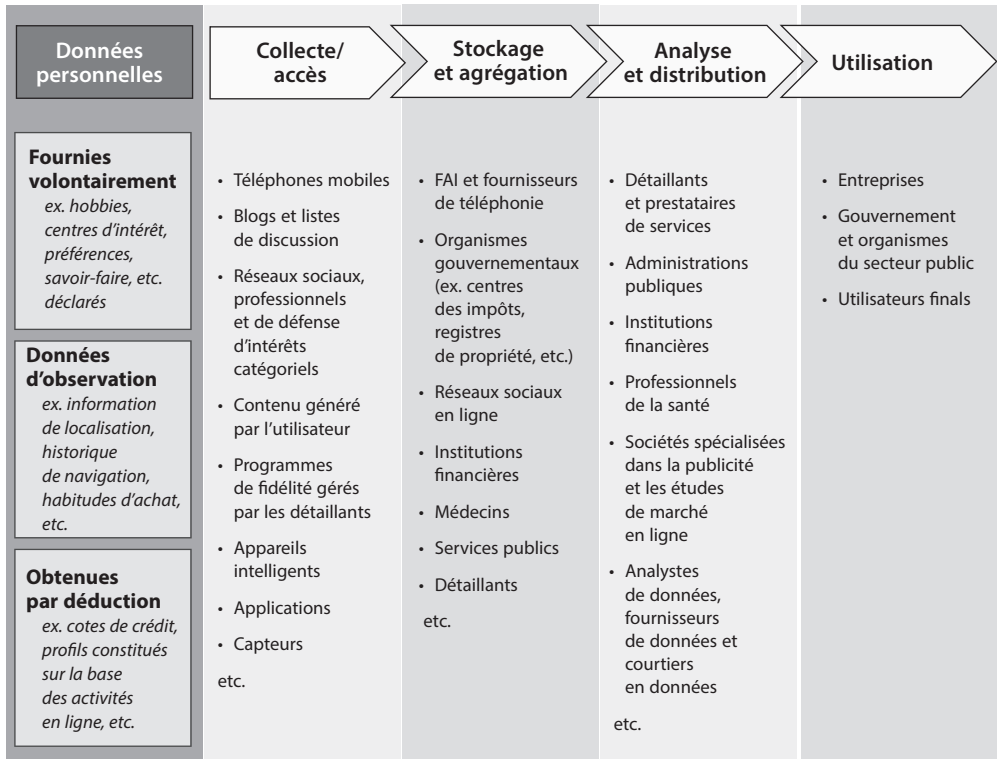 Données
personnelles
Collecte/
accès
Stockage
et agrégation
Analyse
et distribution
Utilisation
Fournies
volontairement
ex. hobbies,
centres d'intérêt,
préférences,
savoir-faire, etc.
déclarés
Données
d'observation
ex. information
de localisation,
historique
de navigation,
habitudes d'achat,
etc.
Obtenues
par déduction
ex. cotes de crédit,
profils constitués
sur la base
des activités
en ligne, etc.
• Téléphones mobiles
• Blogs et listes
de discussion
• Réseaux sociaux,
professionnels
et de défense
d'intérêts
catégoriels
• Contenu généré
par l'utilisateur
• Programmes
de fidélité gérés
par les détaillants
• Appareils
intelligents
• Applications
• Capteurs
etc.
• FAI et fournisseurs
de téléphonie
• Organismes
gouvernementaux
(ex. centres
des impôts,
registres
de propriété, etc.)
• Réseaux sociaux
en ligne
• Institutions
financières
• Médecins
• Services publics
• Détaillants
etc.
• Détaillants
et prestataires
de services
• Administrations
publiques
• Institutions
financières
• Professionnels
de la santé
• Sociétés spécialisées
dans la publicité
et les études
de marché
en ligne
• Analystes
de données,
fournisseurs
de données et
courtiers
en données
etc.
• Entreprises
• Gouvernement
et organismes
du secteur public
• Utilisateurs finals